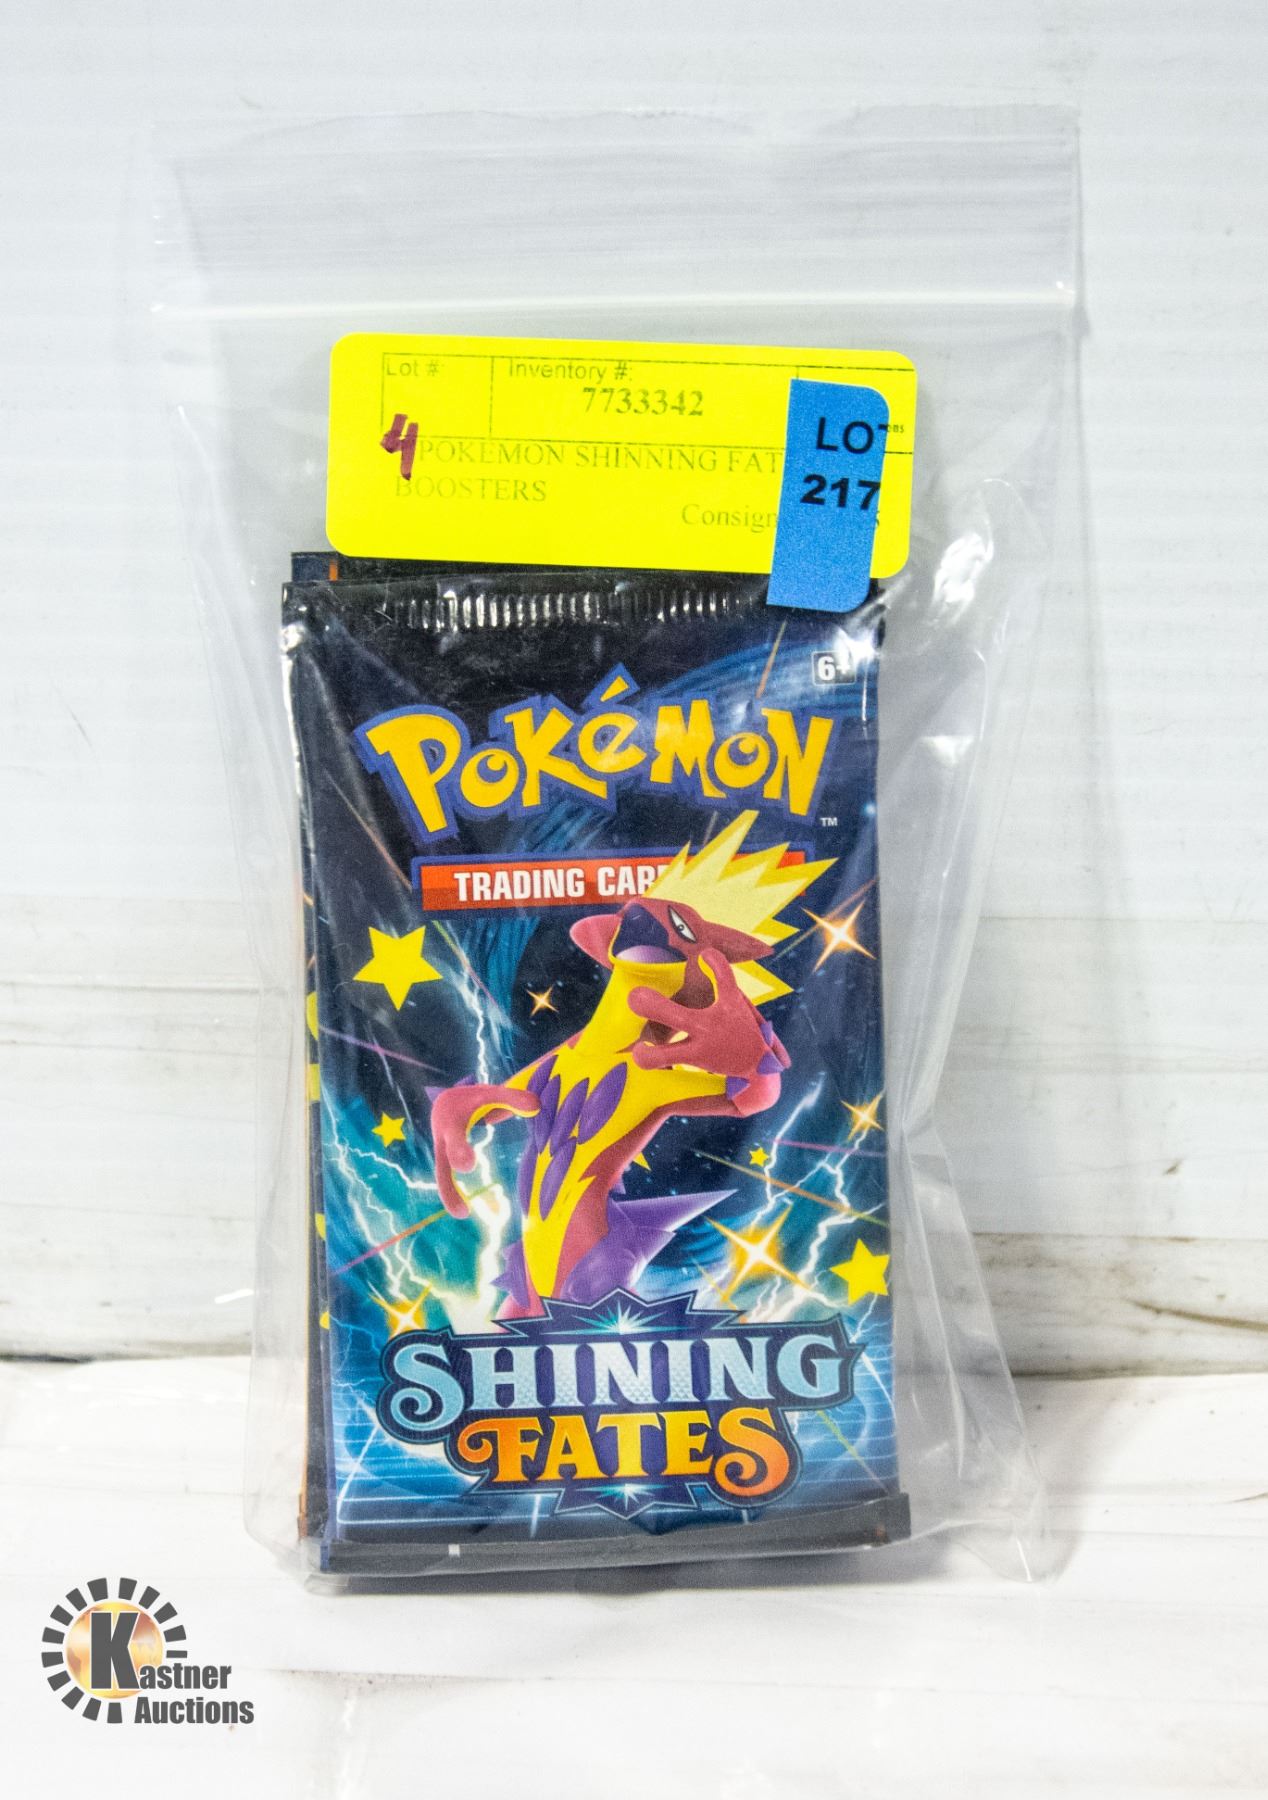 Lot #:
Inventory #:
7733342
4 POKEMON SHINNING FAT
BOOSTERS
Consign
LOT
217
6+
POKéMON
TM
TRADING CAR
SHINING
FATES
Kastner
Auctions